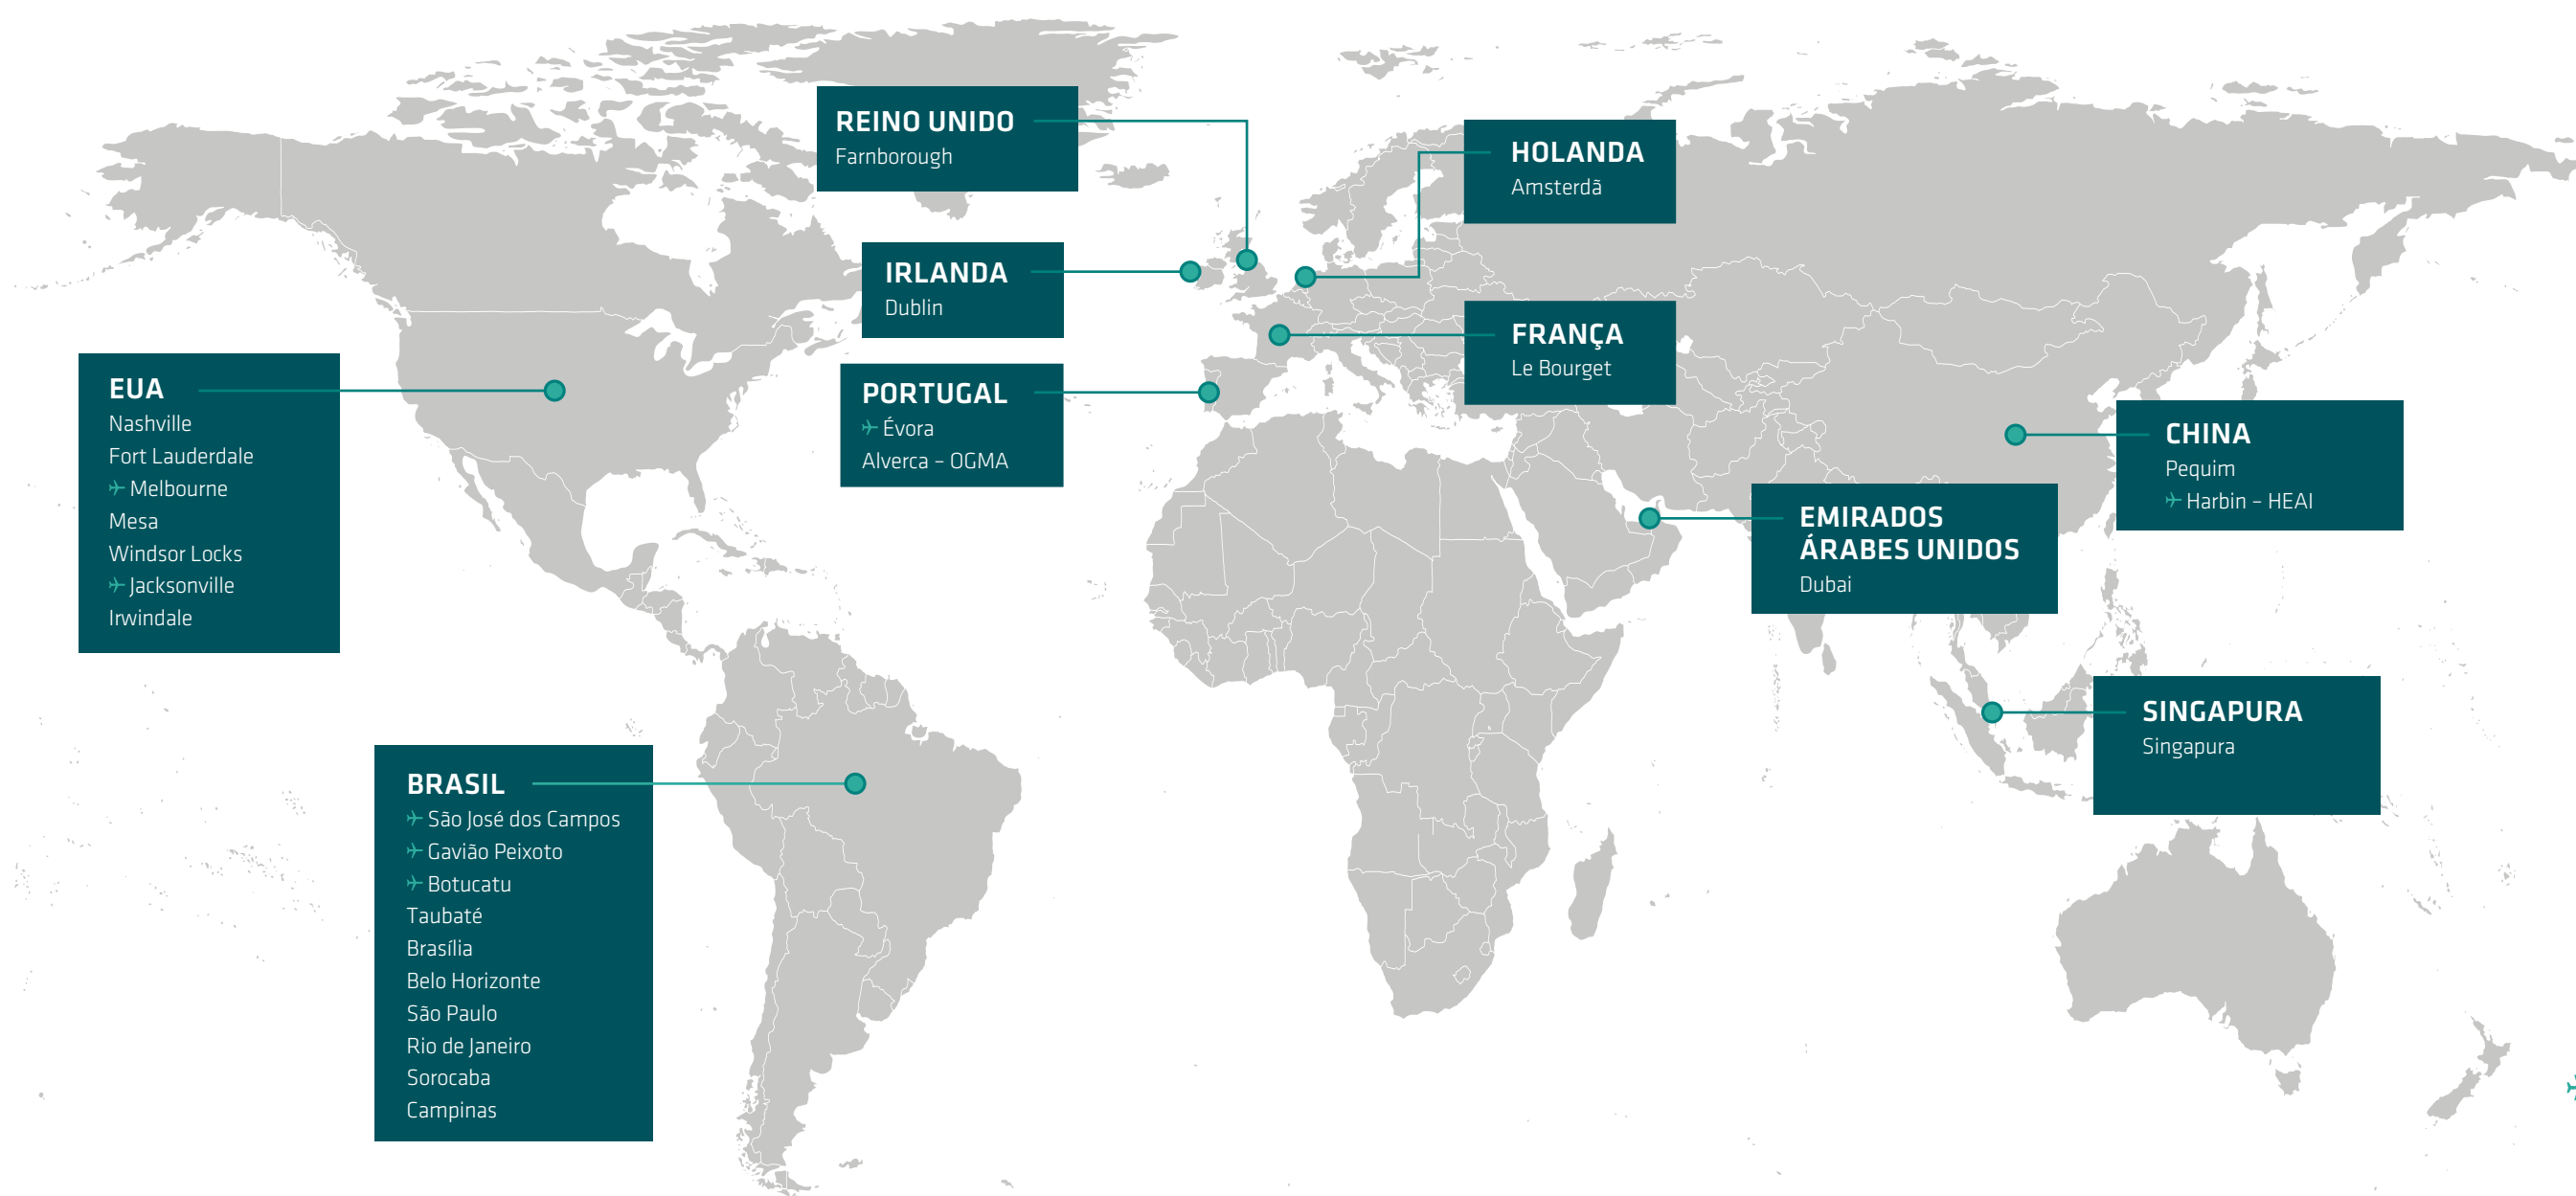 REINO UNIDO
Farnborough
HOLANDA
Amsterdã
IRLANDA
Dublin
FRANÇA
Le Bourget
EUA
Nashville
Fort Lauderdale
Melbourne
Mesa
Windsor Locks
Jacksonville
Irwindale
PORTUGAL
Évora
Alverca – OGMA
CHINA
Pequim
Harbin – HEAI
EMIRADOS
ÁRABES UNIDOS
Dubai
SINGAPURA
Singapura
BRASIL
São José dos Campos
Gavião Peixoto
Botucatu
Taubaté
Brasília
Belo Horizonte
São Paulo
Rio de Janeiro
Sorocaba
Campinas